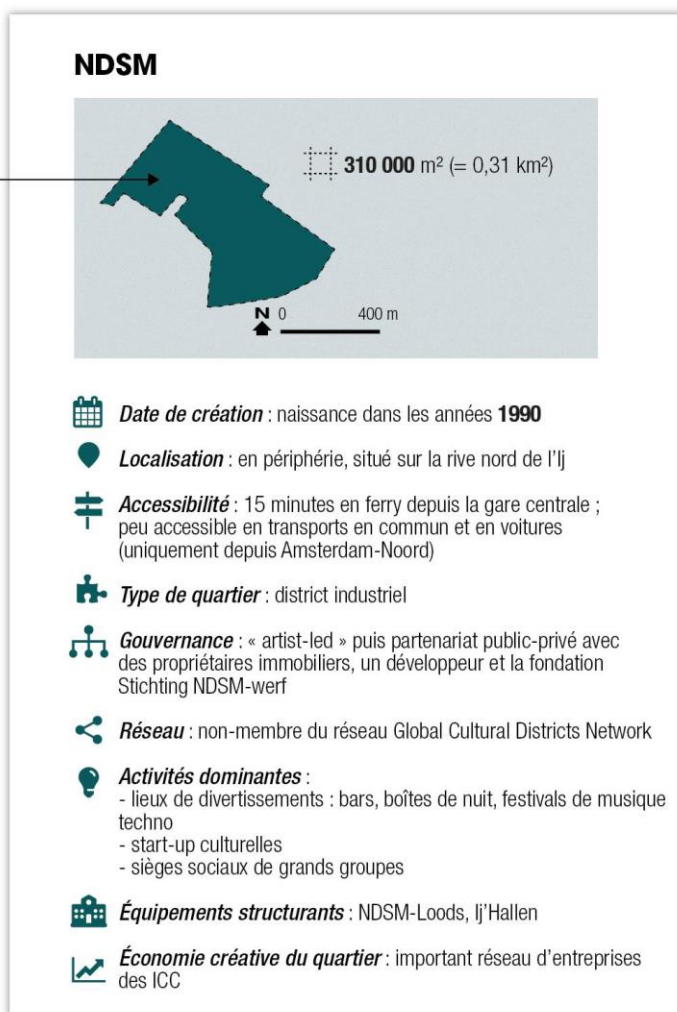 NDSM
310 000 m² (= 0,31 km²)
N 0 400 m
Date de création : naissance dans les années 1990
Localisation : en périphérie, situé sur la rive nord de l'Ij
Accessibilité : 15 minutes en ferry depuis la gare centrale ;
peu accessible en transports en commun et en voitures
(uniquement depuis Amsterdam-Noord)
Type de quartier : district industriel
Gouvernance : « artist-led » puis partenariat public-privé avec
des propriétaires immobiliers, un développeur et la fondation
Stichting NDSM-werf
Réseau : non-membre du réseau Global Cultural Districts Network
Activités dominantes :
- lieux de divertissements : bars, boîtes de nuit, festivals de musique
techno
- start-up culturelles
- sièges sociaux de grands groupes
Équipements structurants : NDSM-Loods, Ij'Hallen
Économie créative du quartier : important réseau d'entreprises
des ICC